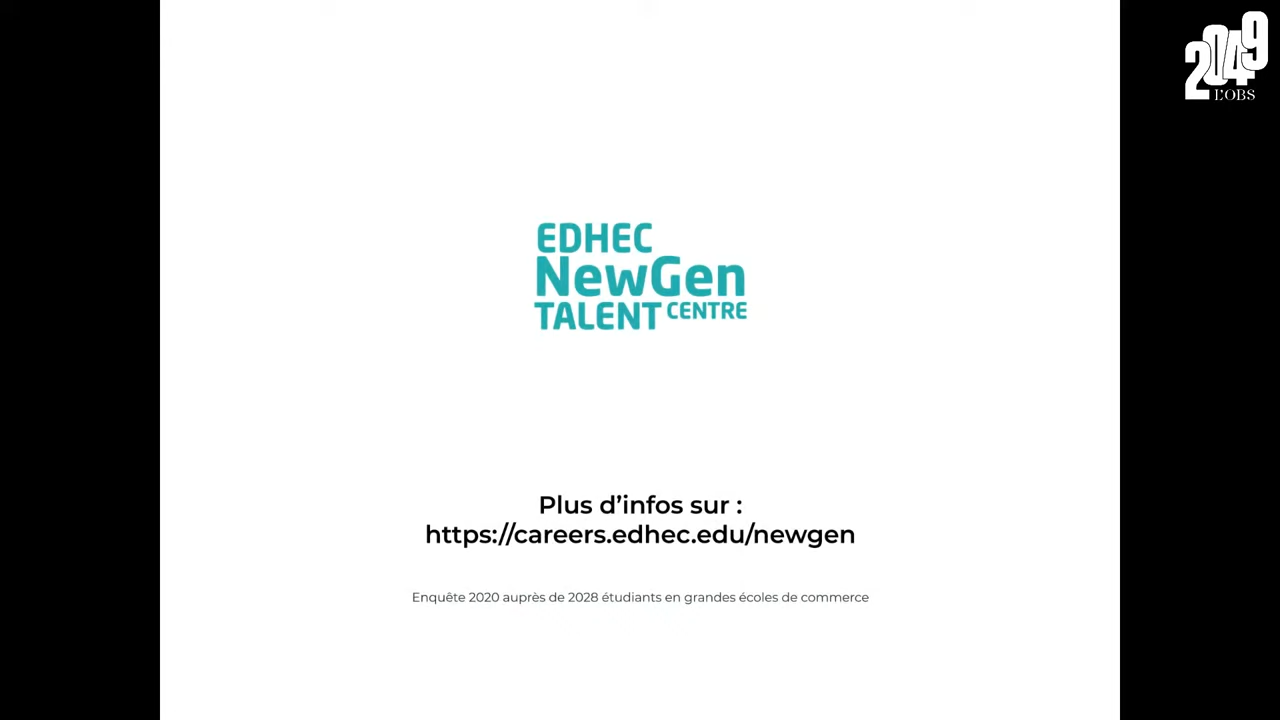 2049
L'OBS
EDHEC
NewGen
TALENT CENTRE
Plus d’infos sur :
https://careers.edhec.edu/newgen
Enquête 2020 auprès de 2028 étudiants en grandes écoles de commerce